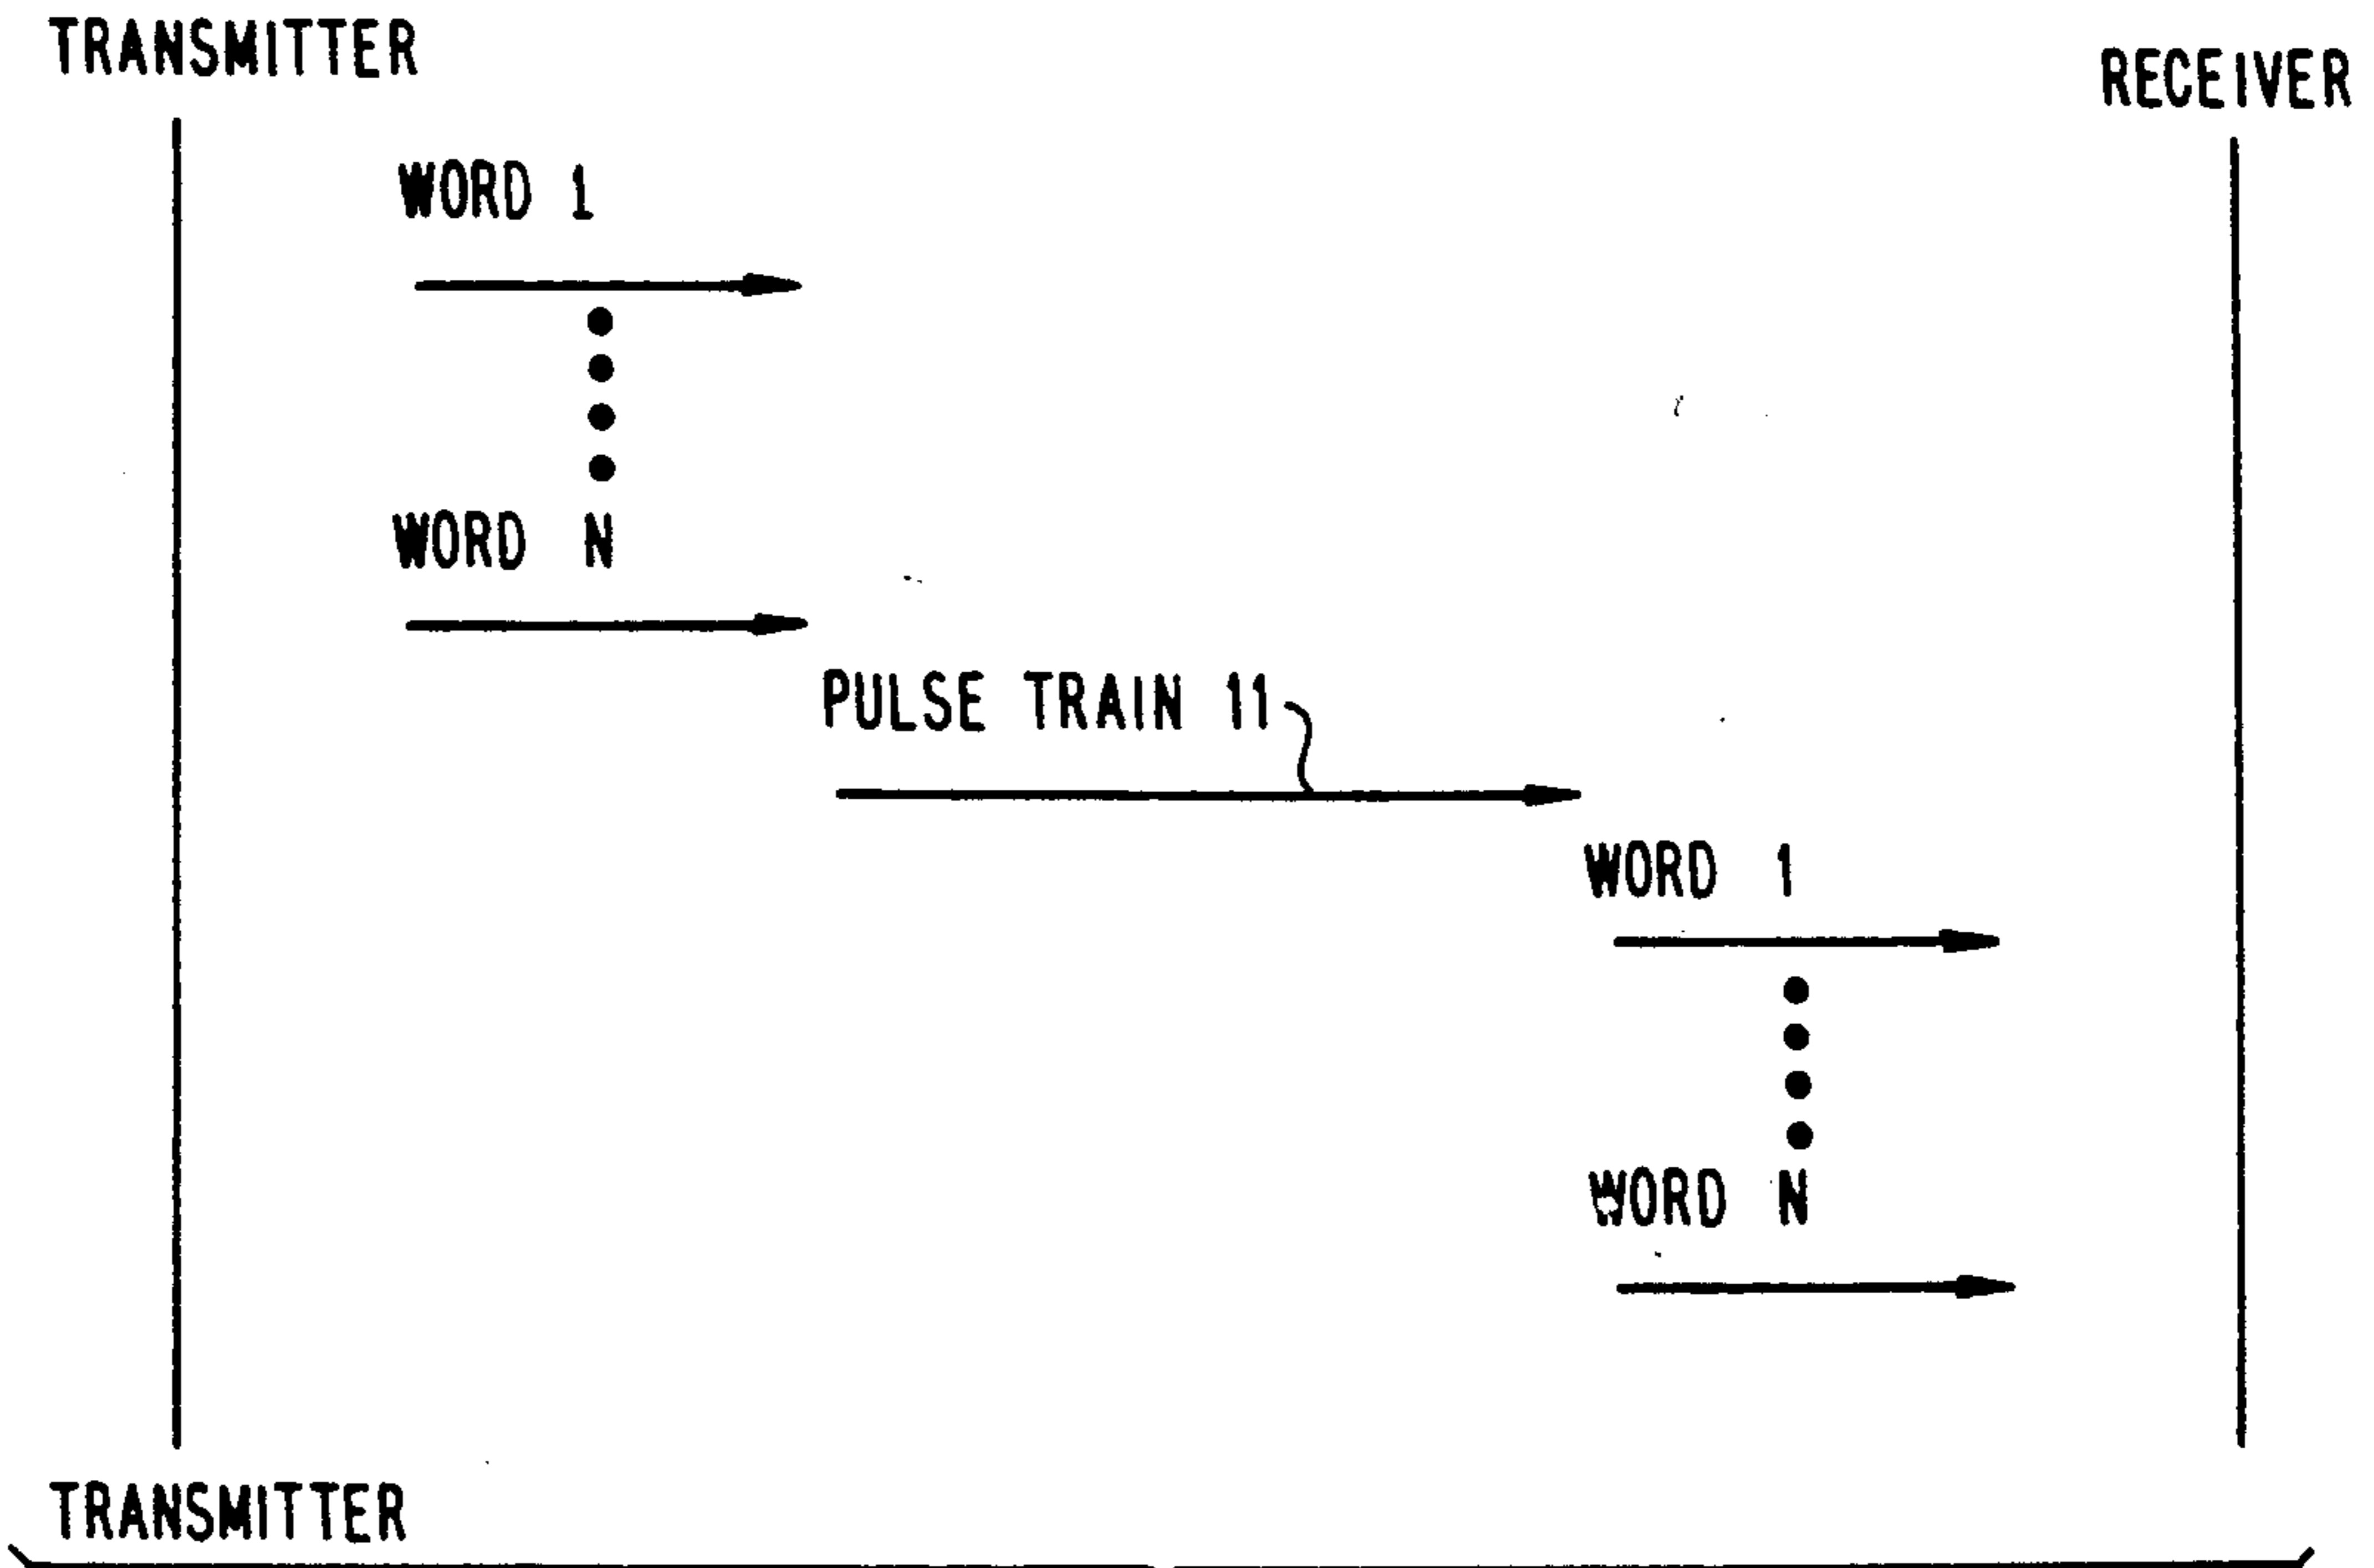 TRANSMITTER
RECEIVER
WORD 1
WORD N
PULSE TRAIN 11
WORD 1
WORD N
TRANSMITTER